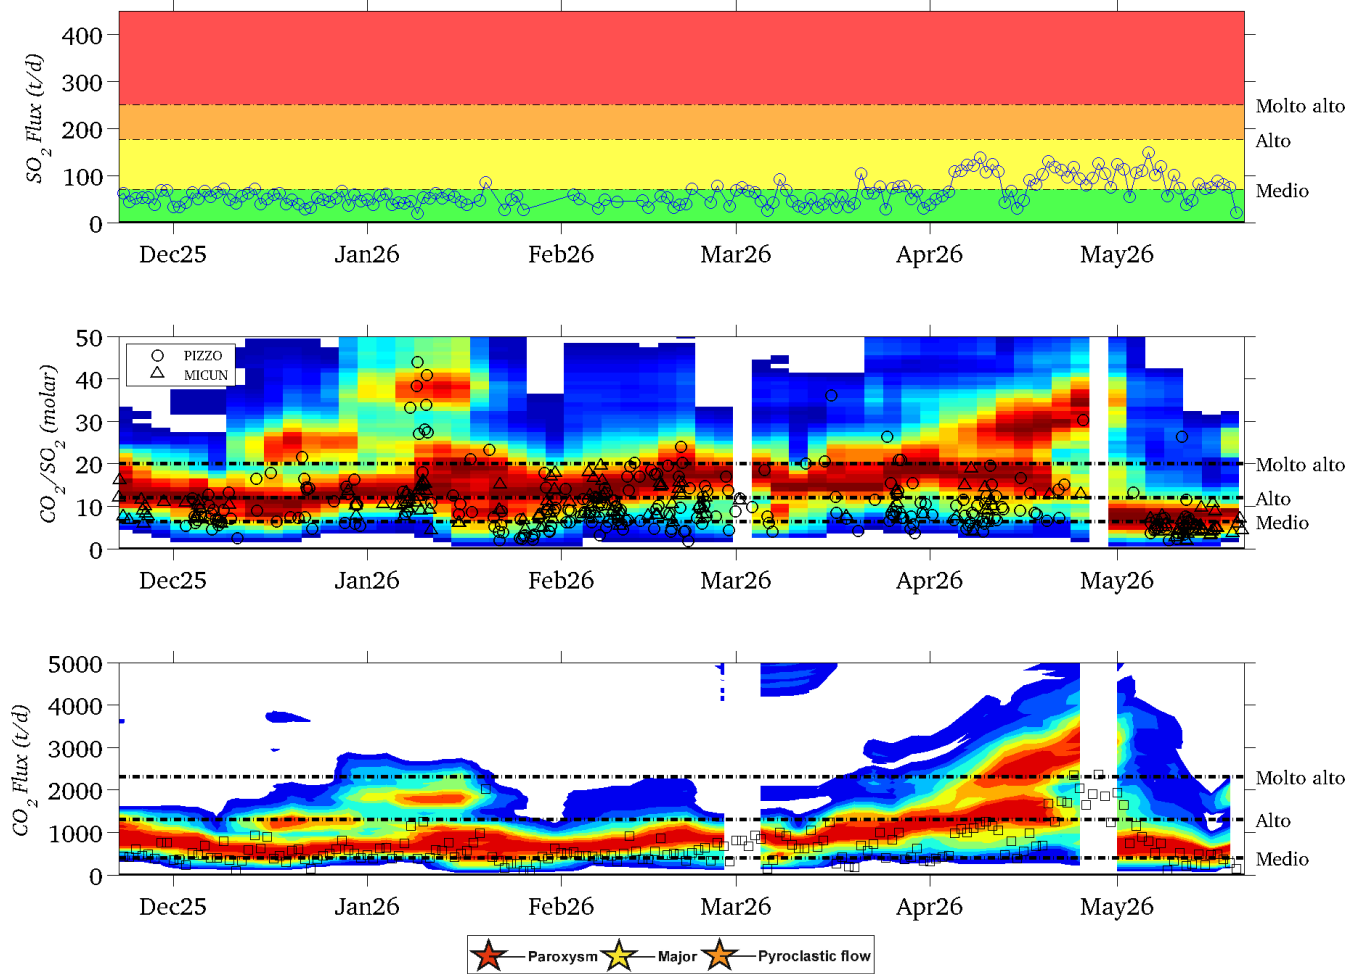 SO2 Flux (t/d)
400
300
200
100
0
Molto alto
Alto
Medio
Dec25 Jan26 Feb26 Mar26 Apr26 May26
CO2/SO2 (molar)
50
40
30
20
10
0
PIZZO
MICUN
Molto alto
Alto
Medio
Dec25 Jan26 Feb26 Mar26 Apr26 May26
CO2 Flux (t/d)
5000
4000
3000
2000
1000
0
Molto alto
Alto
Medio
Dec25 Jan26 Feb26 Mar26 Apr26 May26
Paroxysm Major Pyroclastic flow